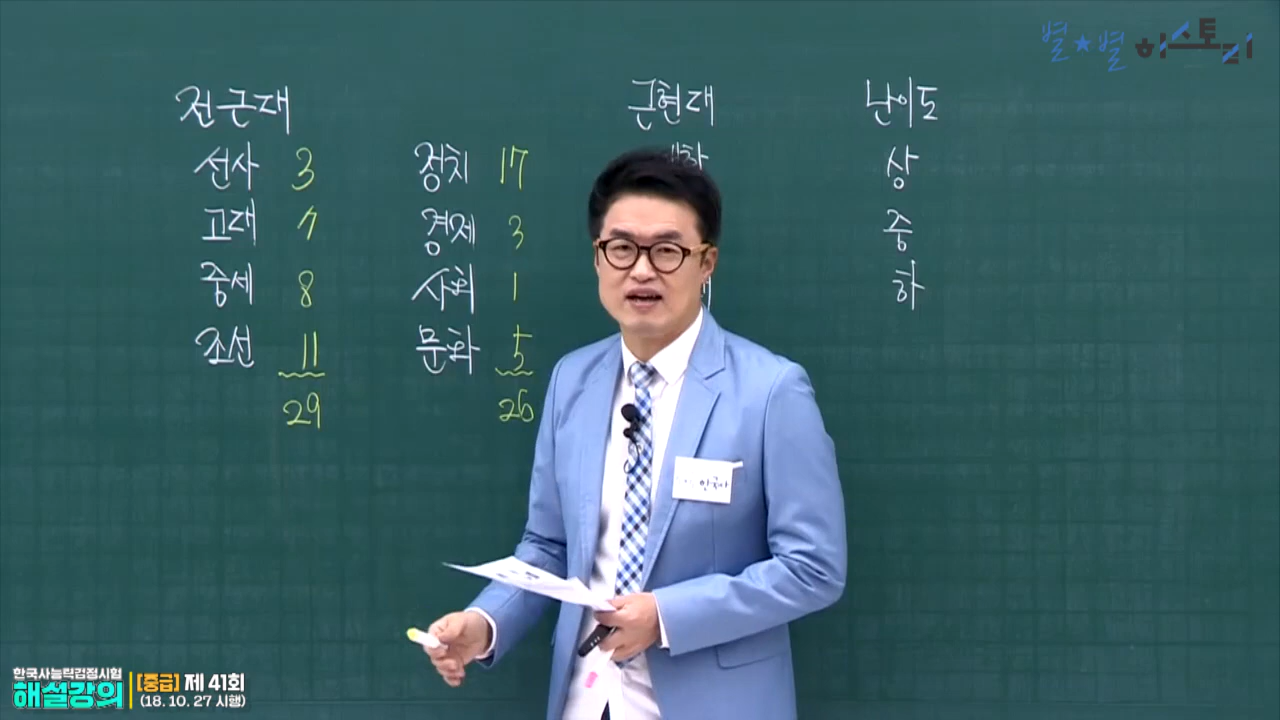 별★별 히스토리
전근대
선사 3
고대 7
중세 8
조선 11
29
정치 17
경제 3
사회 1
문화 5
26
근현대
난이도
상
중
하
한국사능력검정시험
해설강의
[중급] 제 41회
(18. 10. 27 시행)